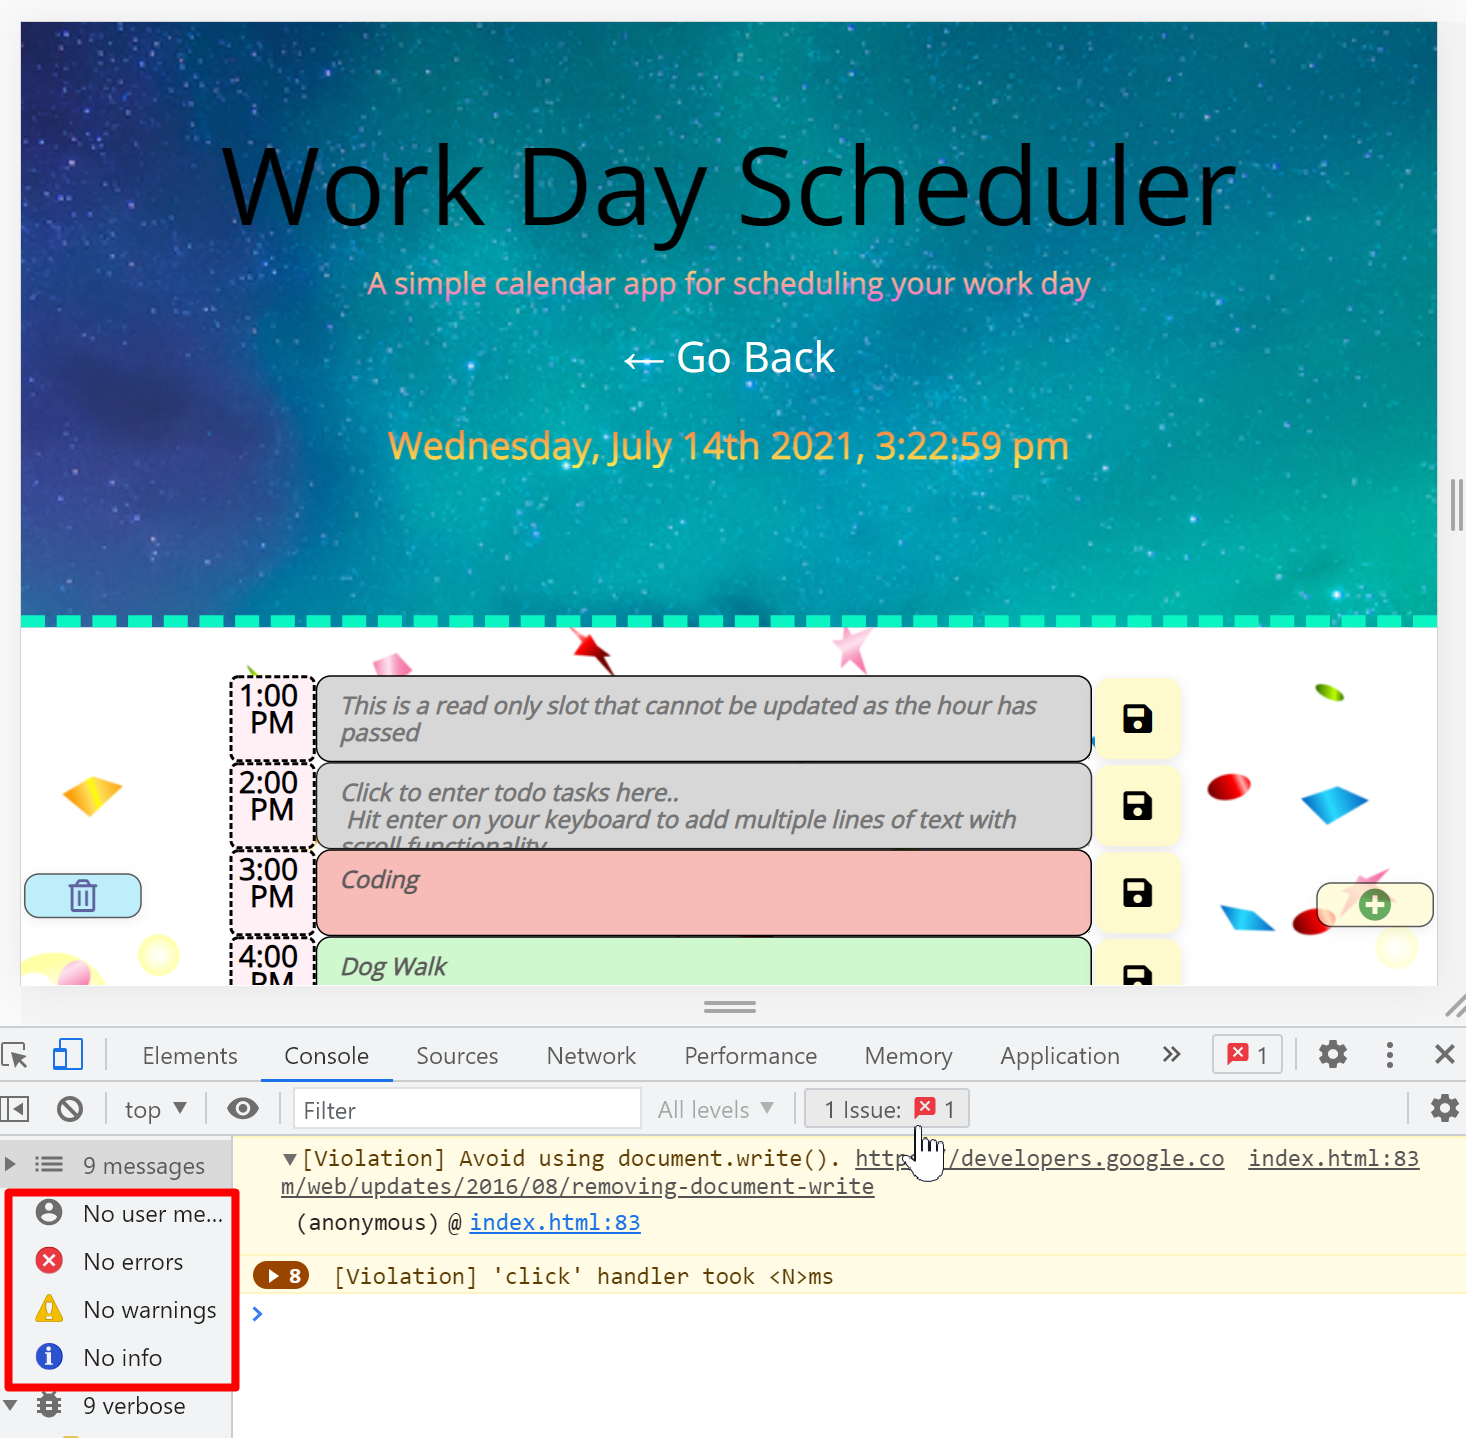 Work Day Scheduler
A simple calendar app for scheduling your work day
← Go Back
Wednesday, July 14th 2021, 3:22:59 pm
1:00 PM
This is a read only slot that cannot be updated as the hour has
passed
2:00 PM
Click to enter todo tasks here..
Hit enter on your keyboard to add multiple lines of text with
scroll functionality
3:00 PM
Coding
4:00 PM
Dog Walk
Elements Console Sources Network Performance Memory Application » 1
top Filter All levels 1 Issue: 1
9 messages
No user me...
No errors
No warnings
No info
9 verbose
[Violation] Avoid using document.write(). http //developers.google.co index.html:83
m/web/updates/2016/08/removing-document-write
(anonymous) @ index.html:83
8 [Violation] 'click' handler took <N>ms